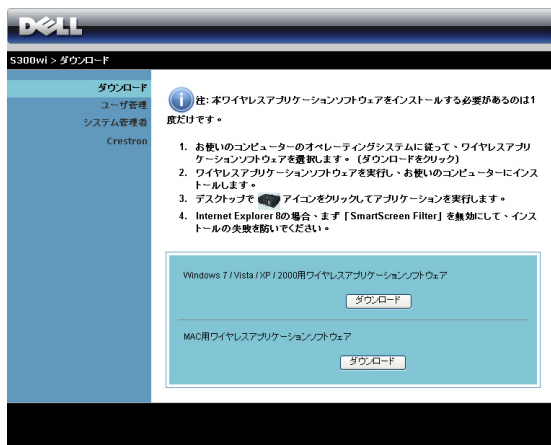 DELL
S300wi > ダウンロード
ダウンロード
ユーザ管理
システム管理者
Crestron
注: 本ワイヤレスアプリケーションソフトウェアをインストールする必要があるのは1
度だけです。
1. お使いのコンピューターのオペレーティングシステムに従って、ワイヤレスアプリ
ケーションソフトウェアを選択します。 (ダウンロードをクリック)
2. ワイヤレスアプリケーションソフトウェアを実行し、お使いのコンピューターにインス
トールします。
3. デスクトップで アイコンをクリックしてアプリケーションを実行します。
4. Internet Explorer 8の場合、まず「SmartScreen Filter」を無効にして、インス
トールの失敗を防いでください。
Windows 7 / Vista / XP / 2000用ワイヤレスアプリケーションソフトウェア
ダウンロード
MAC用ワイヤレスアプリケーションソフトウェア
ダウンロード